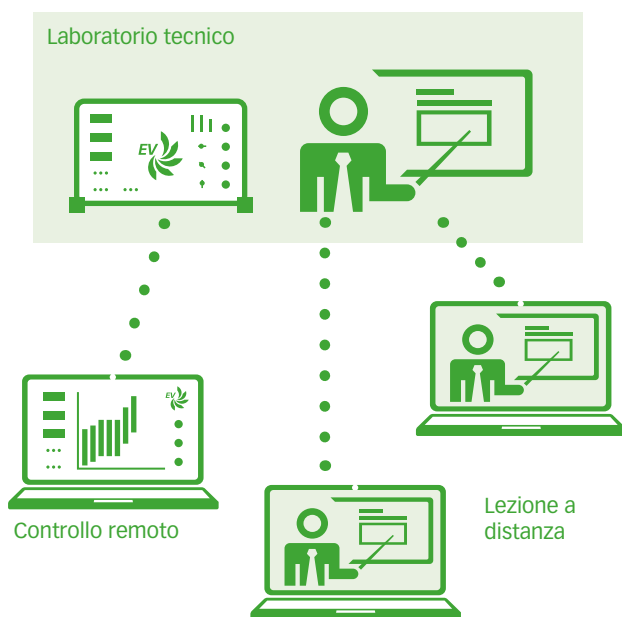 Laboratorio tecnico
EV
EV
Controllo remoto
Lezione a
distanza